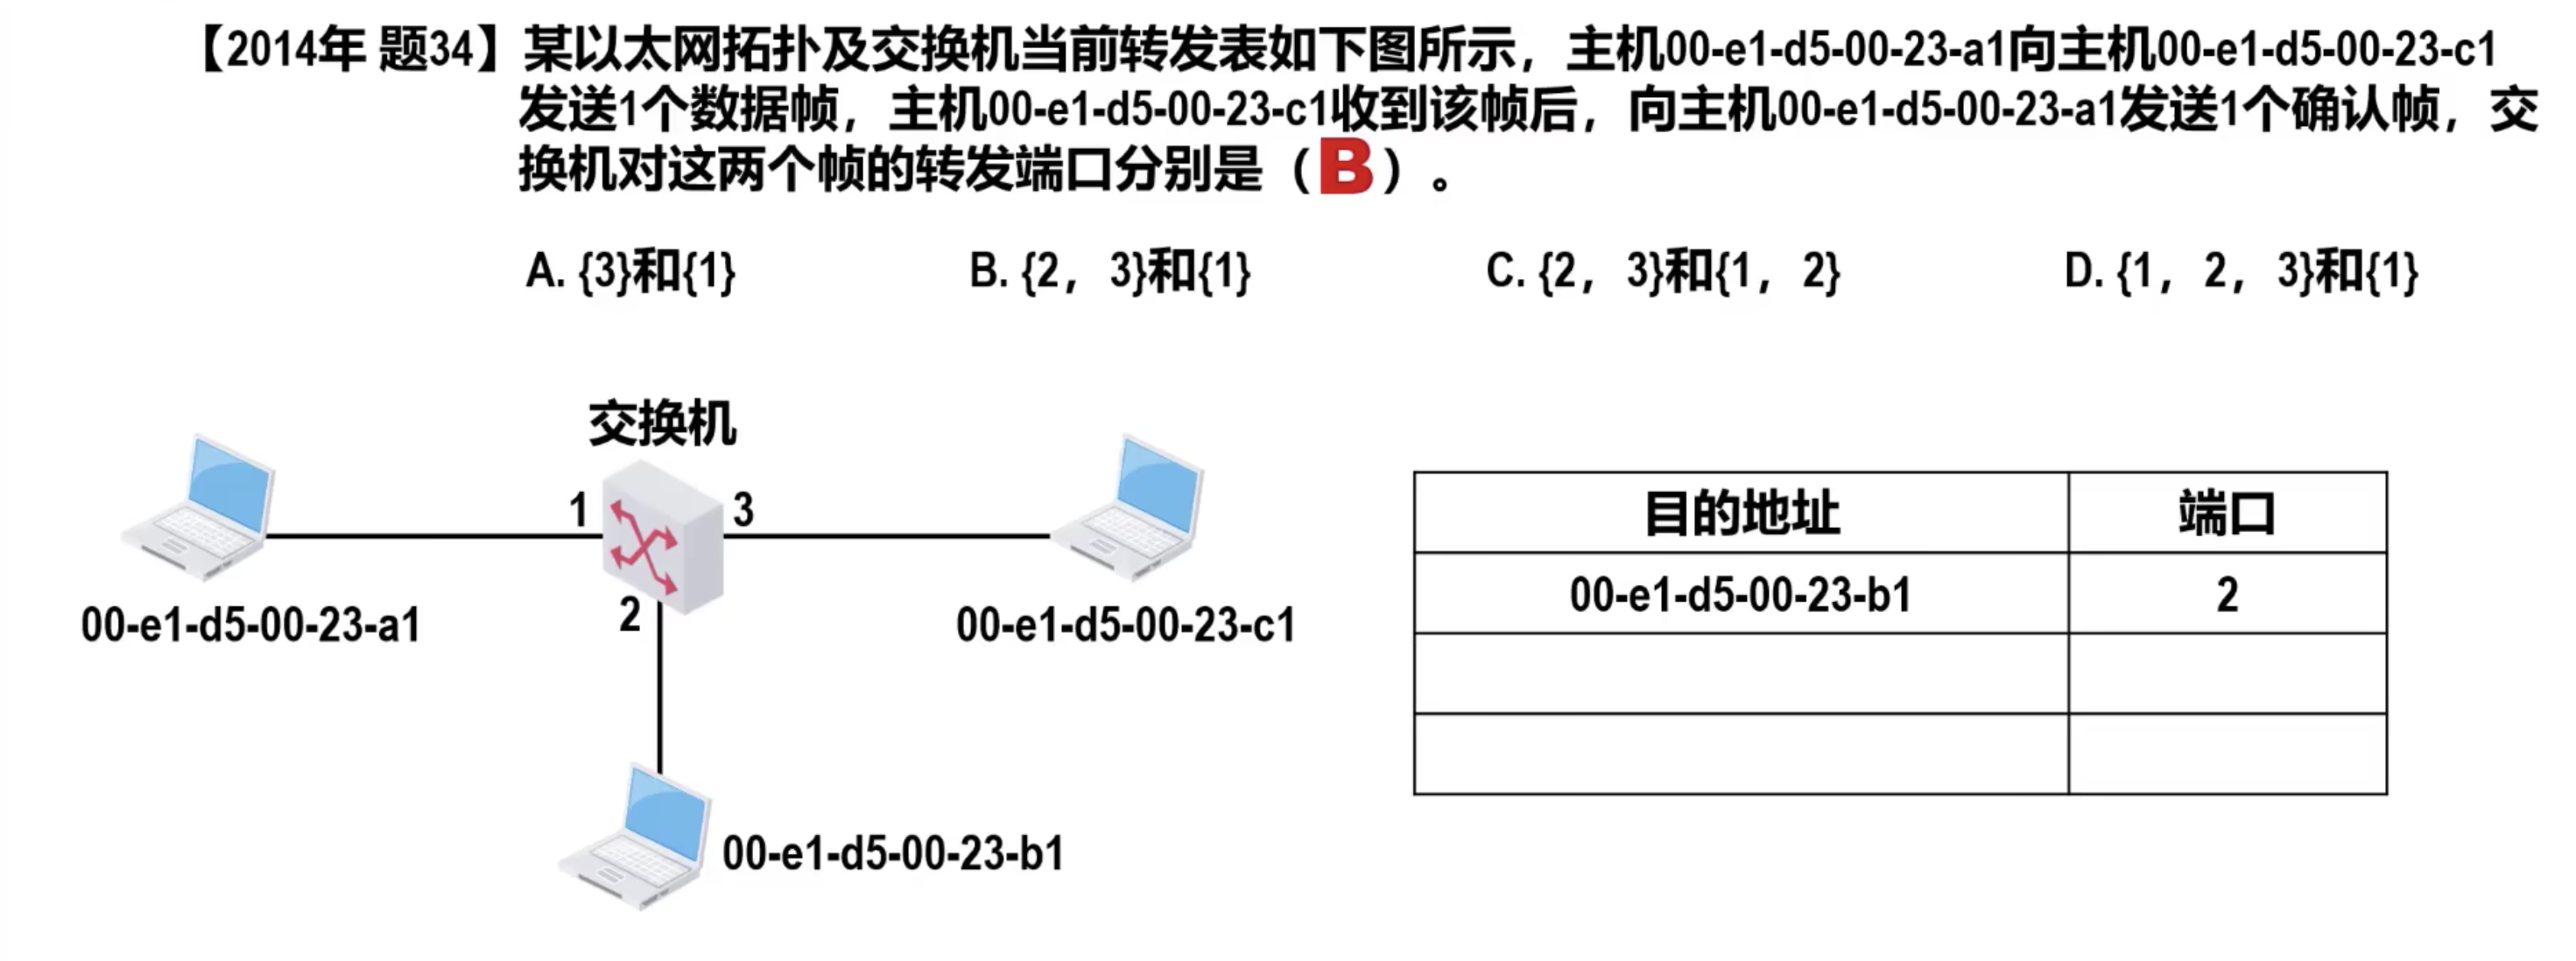 【2014年 题34】某以太网拓扑及交换机当前转发表如下图所示，主机00-e1-d5-00-23-a1向主机00-e1-d5-00-23-c1
发送1个数据帧，主机00-e1-d5-00-23-c1收到该帧后，向主机00-e1-d5-00-23-a1发送1个确认帧，交
换机对这两个帧的转发端口分别是（B）。
A. {3}和{1} B. {2，3}和{1} C. {2，3}和{1，2} D. {1，2，3}和{1}
交换机
1 3
2
00-e1-d5-00-23-a1
00-e1-d5-00-23-c1
00-e1-d5-00-23-b1
目的地址 端口
00-e1-d5-00-23-b1 2